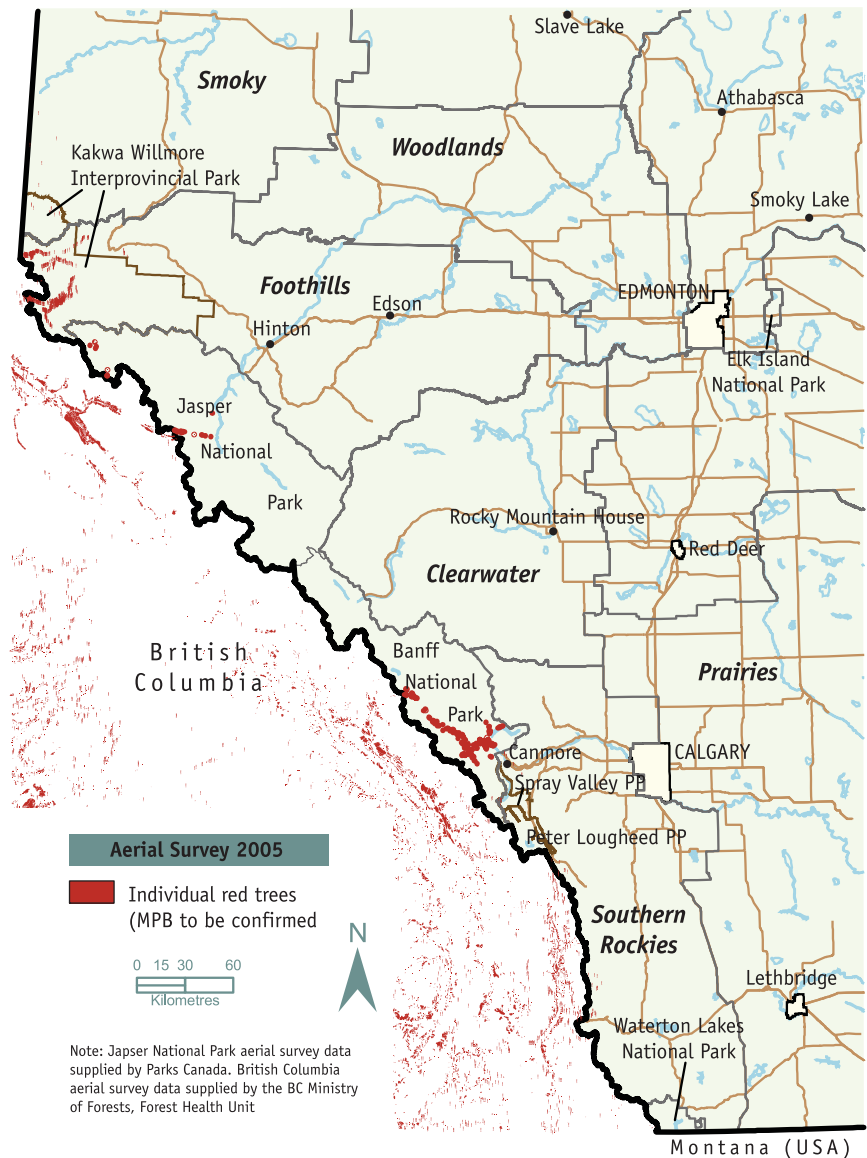 Slave Lake
Smoky
Athabasca
Woodlands
Kakwa Willmore
Interprovincial Park
Smoky Lake
Foothills
EDMONTON
Edson
Hinton
Elk Island
National Park
Jasper
National
Park
Rocky Mountain House
Red Deer
Clearwater
British
Columbia
Banff
National
Park
Prairies
Canmore
CALGARY
Spray Valley PP
Peter Lougheed PP
Aerial Survey 2005
Individual red trees
(MPB to be confirmed
N
0 15 30 60
Kilometres
Southern
Rockies
Lethbridge
Waterton Lakes
National Park
Note: Japser National Park aerial survey data
supplied by Parks Canada. British Columbia
aerial survey data supplied by the BC Ministry
of Forests, Forest Health Unit
Montana (USA)